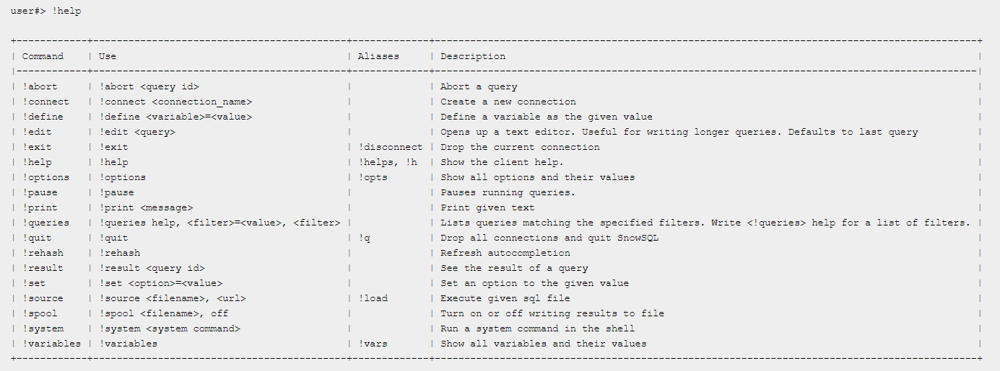 user#> !help
+------------+-------------------------------------------+-------------+--------------------------------------------------------------------------------------------+
| Command    | Use                                       | Aliases     | Description                                                                                |
|------------+-------------------------------------------+-------------+--------------------------------------------------------------------------------------------|
| !abort     | !abort <query id>                         |             | Abort a query                                                                              |
| !connect   | !connect <connection_name>                |             | Create a new connection                                                                    |
| !define    | !define <variable>=<value>                |             | Define a variable as the given value                                                       |
| !edit      | !edit <query>                             |             | Opens up a text editor. Useful for writing longer queries. Defaults to last query          |
| !exit      | !exit                                     | !disconnect | Drop the current connection                                                                |
| !help      | !help                                     | !helps, !h  | Show the client help.                                                                      |
| !options   | !options                                  | !opts       | Show all options and their values                                                          |
| !pause     | !pause                                    |             | Pauses running queries.                                                                    |
| !print     | !print <message>                          |             | Print given text                                                                           |
| !queries   | !queries help, <filter>=<value>, <filter> |             | Lists queries matching the specified filters. Write <!queries> help for a list of filters. |
| !quit      | !quit                                     | !q          | Drop all connections and quit SnowSQL                                                      |
| !rehash    | !rehash                                   |             | Refresh autocompletion                                                                     |
| !result    | !result <query id>                        |             | See the result of a query                                                                  |
| !set       | !set <option>=<value>                     |             | Set an option to the given value                                                           |
| !source    | !source <filename>, <url>                 | !load       | Execute given sql file                                                                     |
| !spool     | !spool <filename>, off                    |             | Turn on or off writing results to file                                                     |
| !system    | !system <system command>                  |             | Run a system command in the shell                                                          |
| !variables | !variables                                | !vars       | Show all variables and their values                                                        |
+------------+-------------------------------------------+-------------+--------------------------------------------------------------------------------------------+